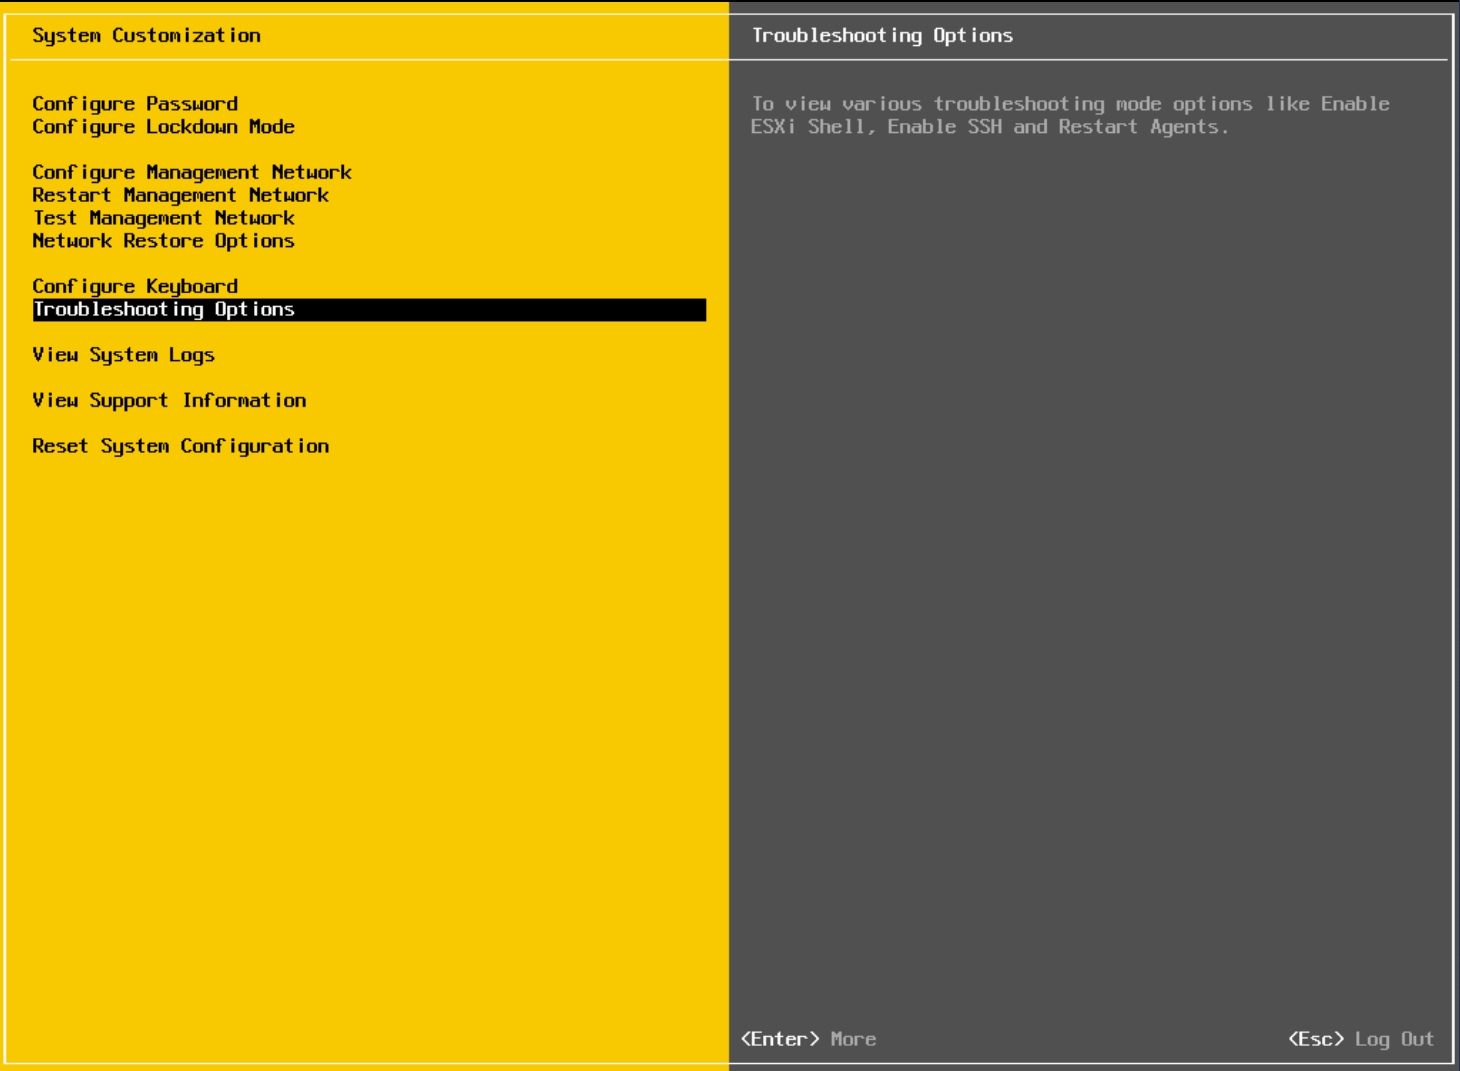 System Customization
Configure Password
Configure Lockdown Mode
Configure Management Network
Restart Management Network
Test Management Network
Network Restore Options
Configure Keyboard
Troubleshooting Options
View System Logs
View Support Information
Reset System Configuration
Troubleshooting Options
To view various troubleshooting mode options like Enable
ESXi Shell, Enable SSH and Restart Agents.
<Enter> More
<Esc> Log Out